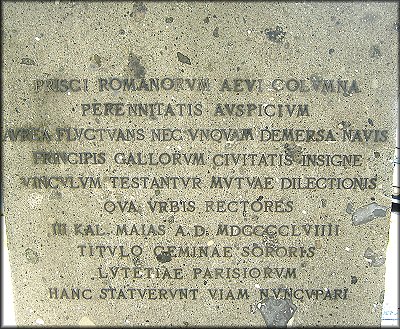 PRISCI ROMANORVM AEVI COLVMNA
PERENNITATIS AVSPICIVM
AVREA FLVCTVANS NEC VNQVAM DEMERSA NAVIS
PRINCIPIS GALLORVM CIVITATIS INSIGNE
VINCVLVM TESTANTVR MVTVAE DILECTIONIS
QVA VRBIS RECTORES
III KAL. MAIAS A.D. MDCCCCLVIIII
TITVLO GEMINAE SORORIS
LVTETIAE PARISIORVM
HANC STATVERVNT VIAM NVNCVPARI